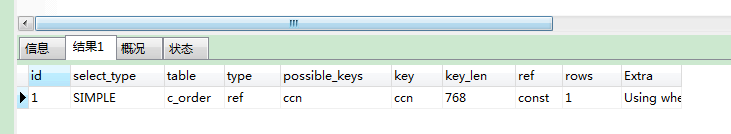 信息 结果1 概况 状态
id select_type table type possible_keys key key_len ref rows Extra
1 SIMPLE c_order ref ccn ccn 768 const 1 Using whe